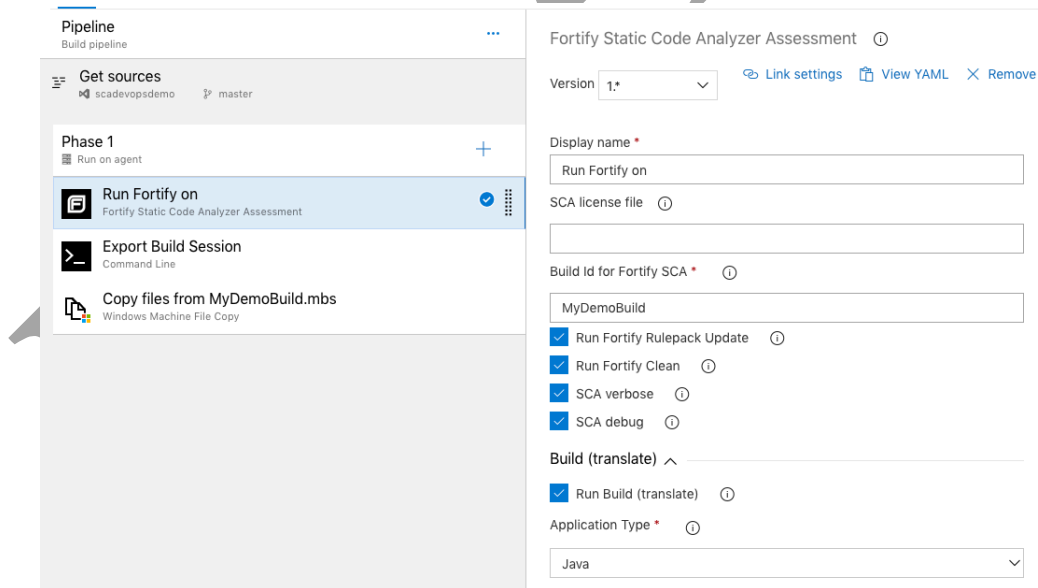 Pipeline
Build pipeline
Get sources
scadevopsdemo master
Phase 1
Run on agent
Run Fortify on
Fortify Static Code Analyzer Assessment
Export Build Session
Command Line
Copy files from MyDemoBuild.mbs
Windows Machine File Copy
Fortify Static Code Analyzer Assessment
Version 1.*
Link settings View YAML Remove
Display name *
Run Fortify on
SCA license file
Build Id for Fortify SCA *
MyDemoBuild
Run Fortify Rulepack Update
Run Fortify Clean
SCA verbose
SCA debug
Build (translate)
Run Build (translate)
Application Type *
Java